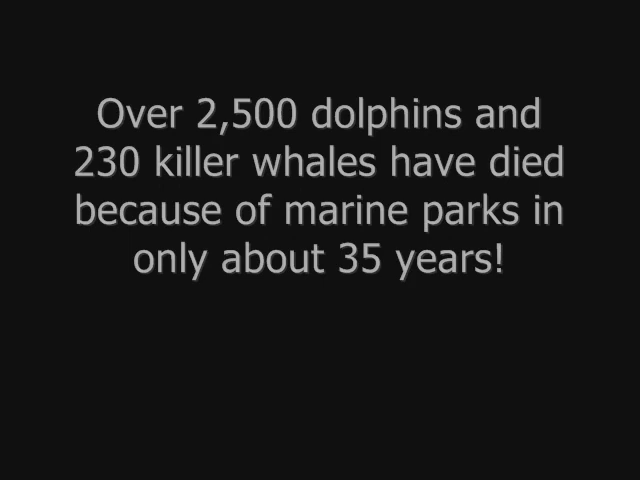 Over 2,500 dolphins and
230 killer whales have died
because of marine parks in
only about 35 years!